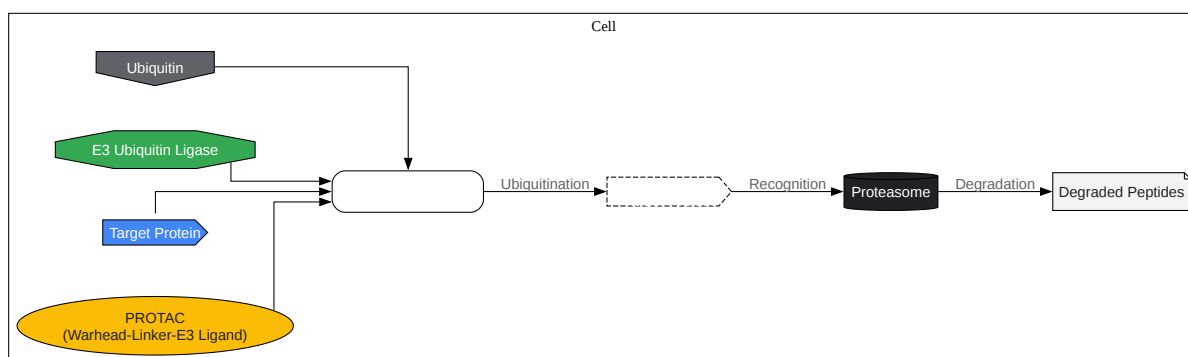 Cell
Ubiquitin
E3 Ubiquitin Ligase
Target Protein
PROTAC
(Warhead-Linker-E3 Ligand)
Ubiquitination
Recognition
Proteasome
Degradation
Degraded Peptides